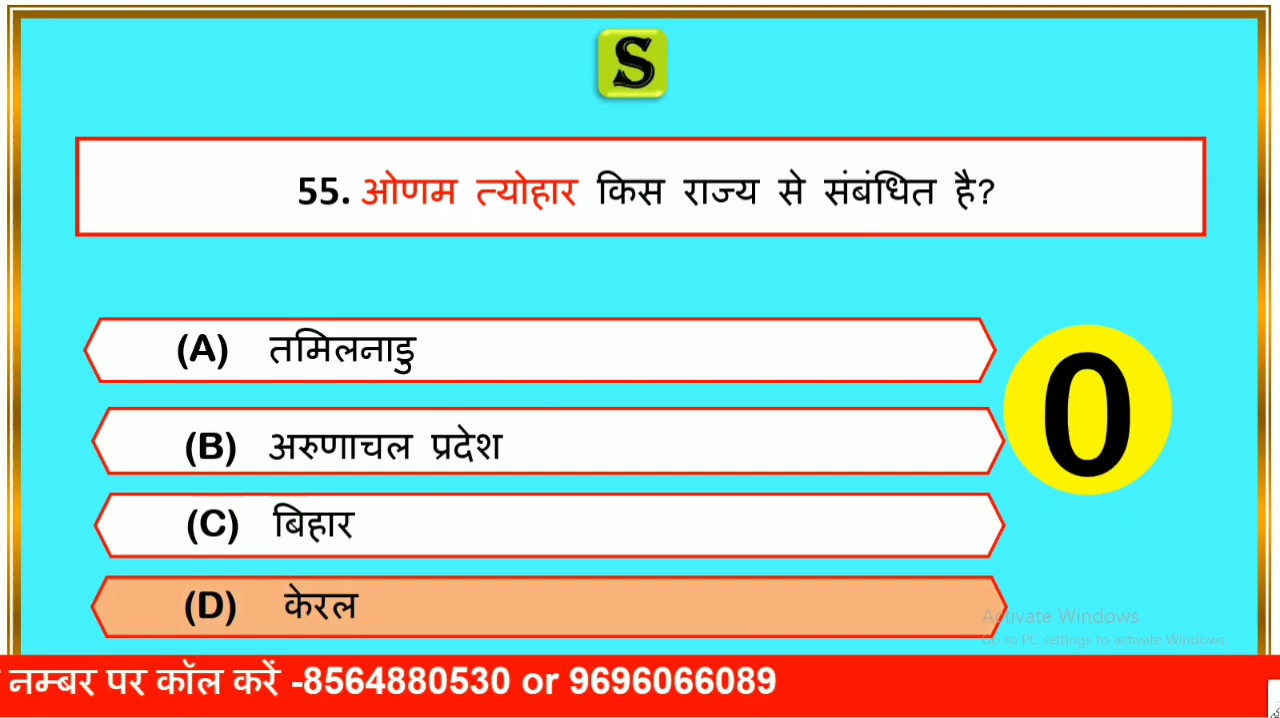 S
55. ओणम त्योहार किस राज्य से संबंधित है?
(A) तमिलनाडु
(B) अरुणाचल प्रदेश
0
(C) बिहार
(D) केरल
Activate Windows
Go to PC settings to activate Windows.
नम्बर पर कॉल करें -8564880530 or 9696066089